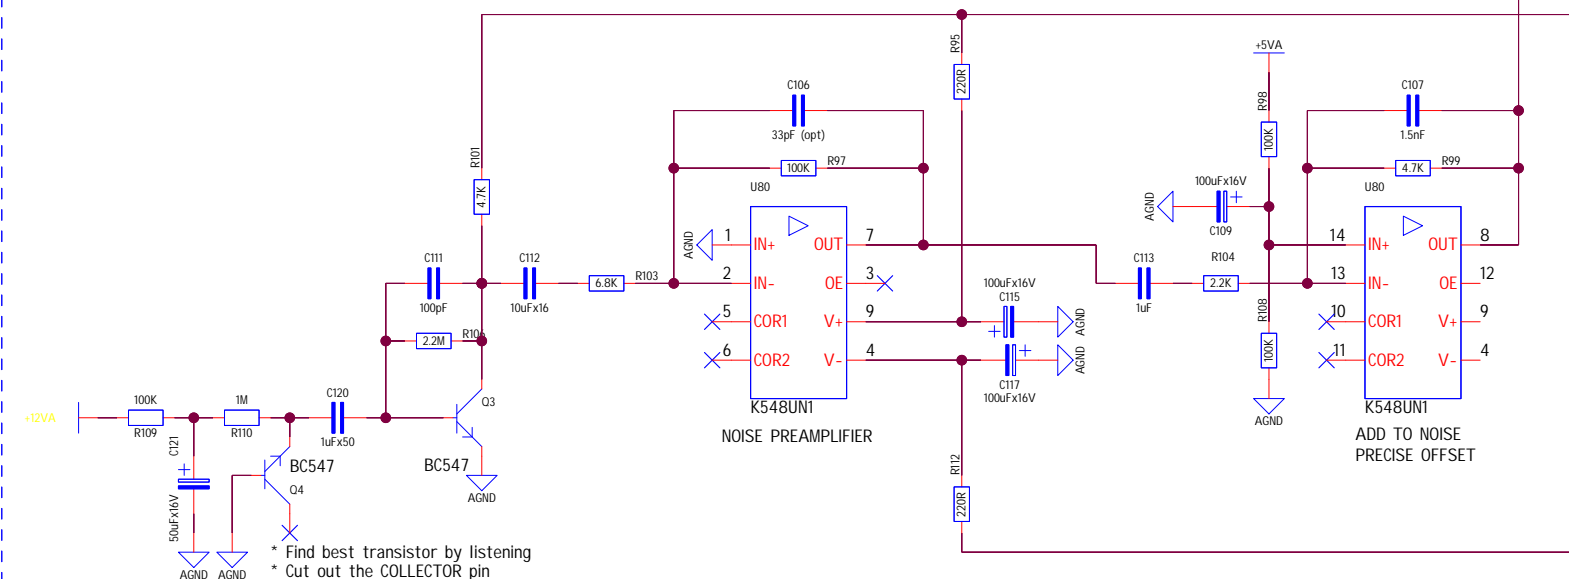 R95
220R
+5VA
R98
100K
C106
33pF (opt)
100K
R97
U80
C107
1.5nF
4.7K
R99
U80
R101
4.7K
100uFx16V
+
AGND
C109
AGND
1 IN+ OUT 7
2 IN- OE 3
5 COR1 V+ 9
6 COR2 V- 4
K548UN1
NOISE PREAMPLIFIER
14 IN+ OUT 8
13 IN- OE 12
10 COR1 V+ 9
11 COR2 V- 4
K548UN1
ADD TO NOISE
PRECISE OFFSET
C111
100pF
C112
10uFx16
6.8K
R103
2.2M
100uFx16V
C115
+
AGND
+
C117
100uFx16V
AGND
C113
1uF
R104
2.2K
R108
100K
AGND
+12VA
100K
R109
1M
R110
C120
1uFx50
Q3
BC547
AGND
C121
+
50uFx16V
AGND
BC547
Q4
AGND
R112
220R
* Find best transistor by listening
* Cut out the COLLECTOR pin